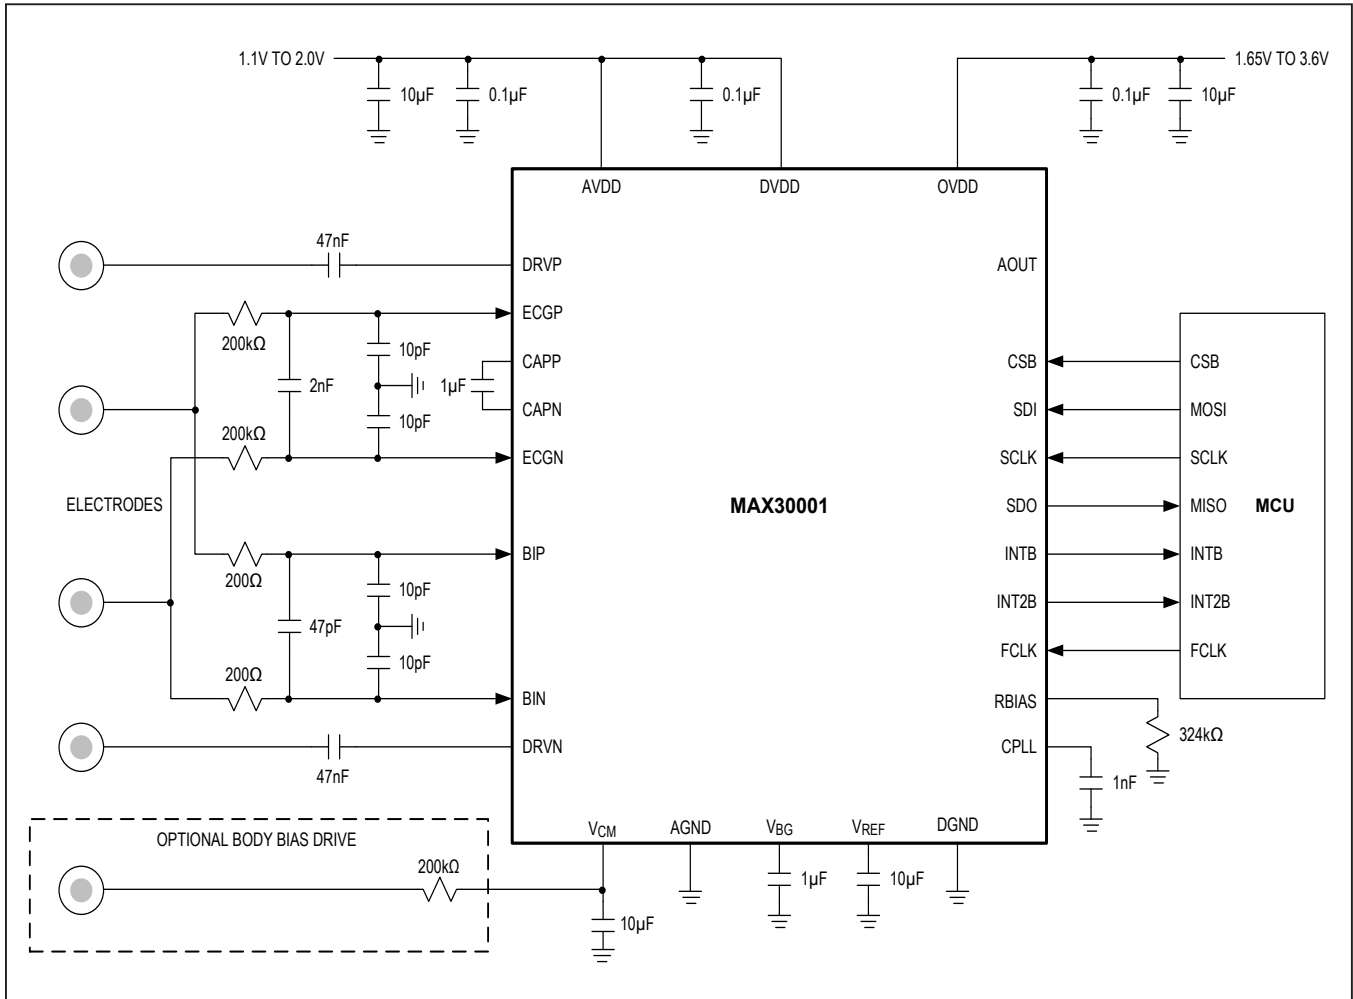 1.1V TO 2.0V
1.65V TO 3.6V
10µF
0.1µF
0.1µF
0.1µF
10µF
AVDD
DVDD
OVDD
47nF
DRVP
AOUT
ECGP
200kΩ
10pF
CAPP
CSB
CSB
2nF
1µF
CAPN
SDI
MOSI
10pF
200kΩ
ECGN
SCLK
SCLK
ELECTRODES
MAX30001
SDO
MISO
MCU
BIP
INTB
INTB
200Ω
10pF
INT2B
INT2B
47pF
FCLK
FCLK
10pF
200Ω
BIN
RBIAS
324kΩ
DRVN
CPLL
47nF
1nF
VCM
AGND
VBG
VREF
DGND
OPTIONAL BODY BIAS DRIVE
200kΩ
1µF
10µF
10µF